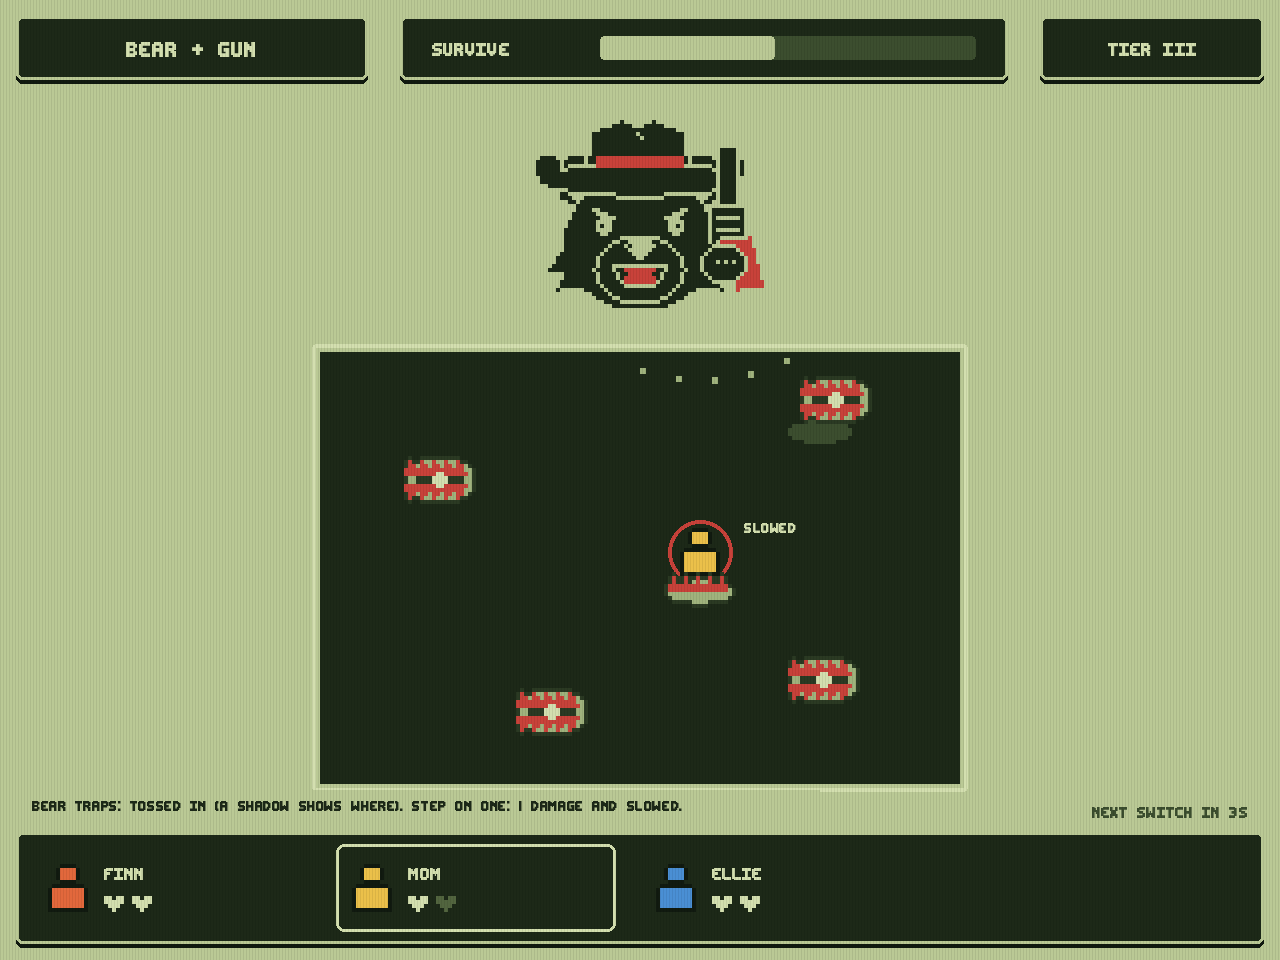 BEAR + GUN
SURVIVE
TIER III
SLOWED
BEAR TRAPS: TOSSED IN (A SHADOW SHOWS WHERE). STEP ON ONE: 1 DAMAGE AND SLOWED.
NEXT SWITCH IN 3S
FINN
MOM
ELLIE